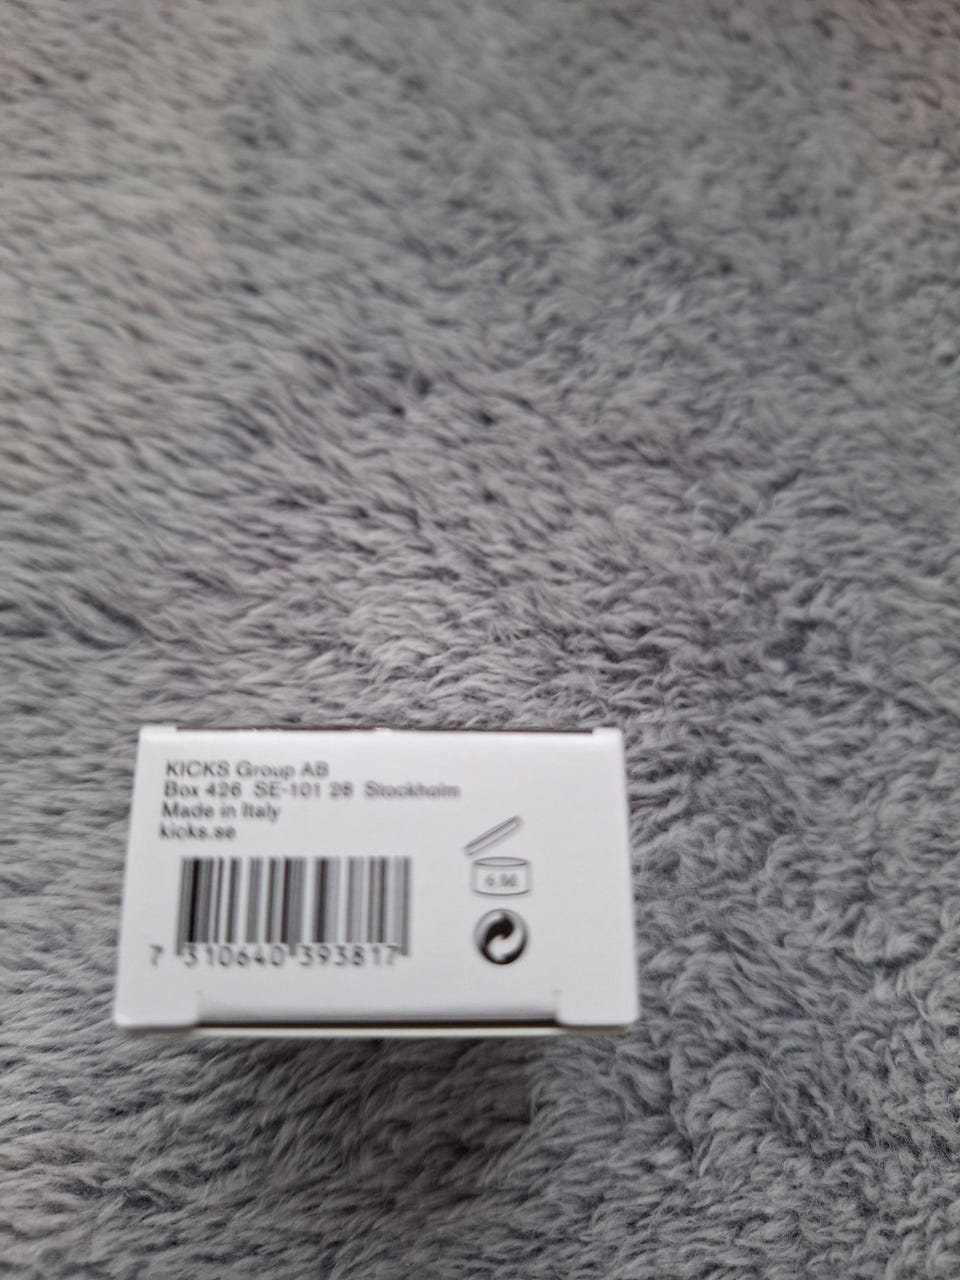 KICKS Group AB
Box 426 SE-101 28 Stockholm
Made in Italy
kicks.se
6 M
7 310640 393817